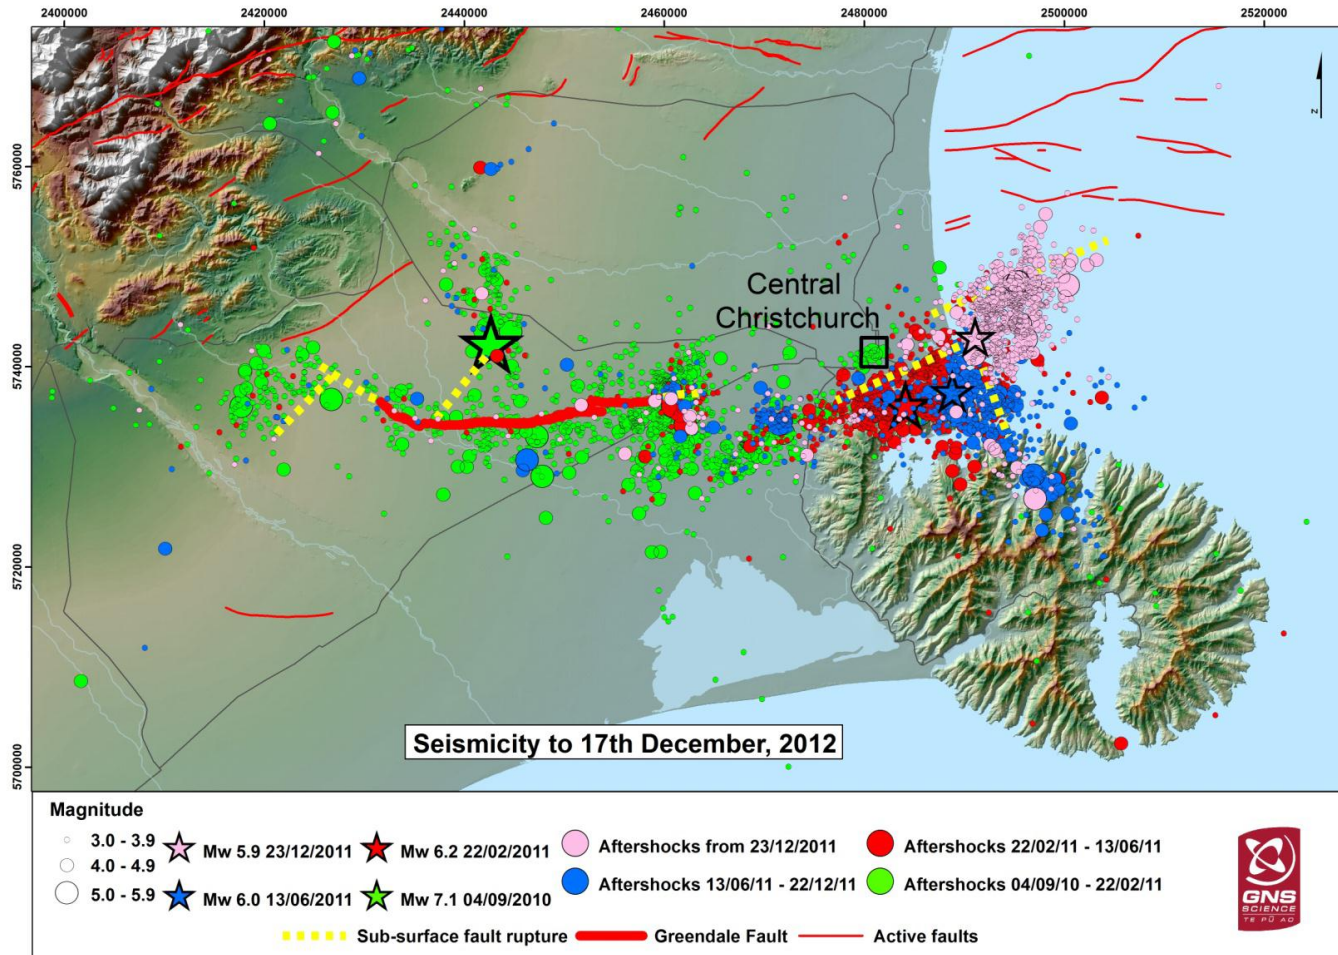 2400000 2420000 2440000 2460000 2480000 2500000 2520000
5760000
5740000
5720000
5700000
N
Central
Christchurch
Seismicity to 17th December, 2012
Magnitude
3.0 - 3.9
4.0 - 4.9
5.0 - 5.9
Mw 5.9 23/12/2011
Mw 6.0 13/06/2011
Mw 6.2 22/02/2011
Mw 7.1 04/09/2010
Aftershocks from 23/12/2011
Aftershocks 13/06/11 - 22/12/11
Aftershocks 22/02/11 - 13/06/11
Aftershocks 04/09/10 - 22/02/11
Sub-surface fault rupture
Greendale Fault
Active faults
GNS
SCIENCE
TE PŪ AO